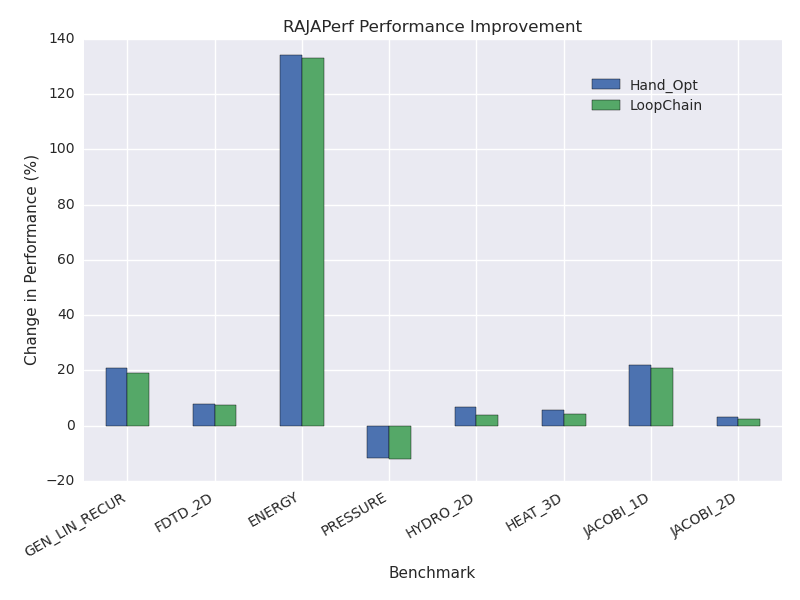 RAJAPerf Performance Improvement
Change in Performance (%)
140
120
100
80
60
40
20
0
−20
Hand_Opt
LoopChain
GEN_LIN_RECUR
FDTD_2D
ENERGY
PRESSURE
HYDRO_2D
HEAT_3D
JACOBI_1D
JACOBI_2D
Benchmark